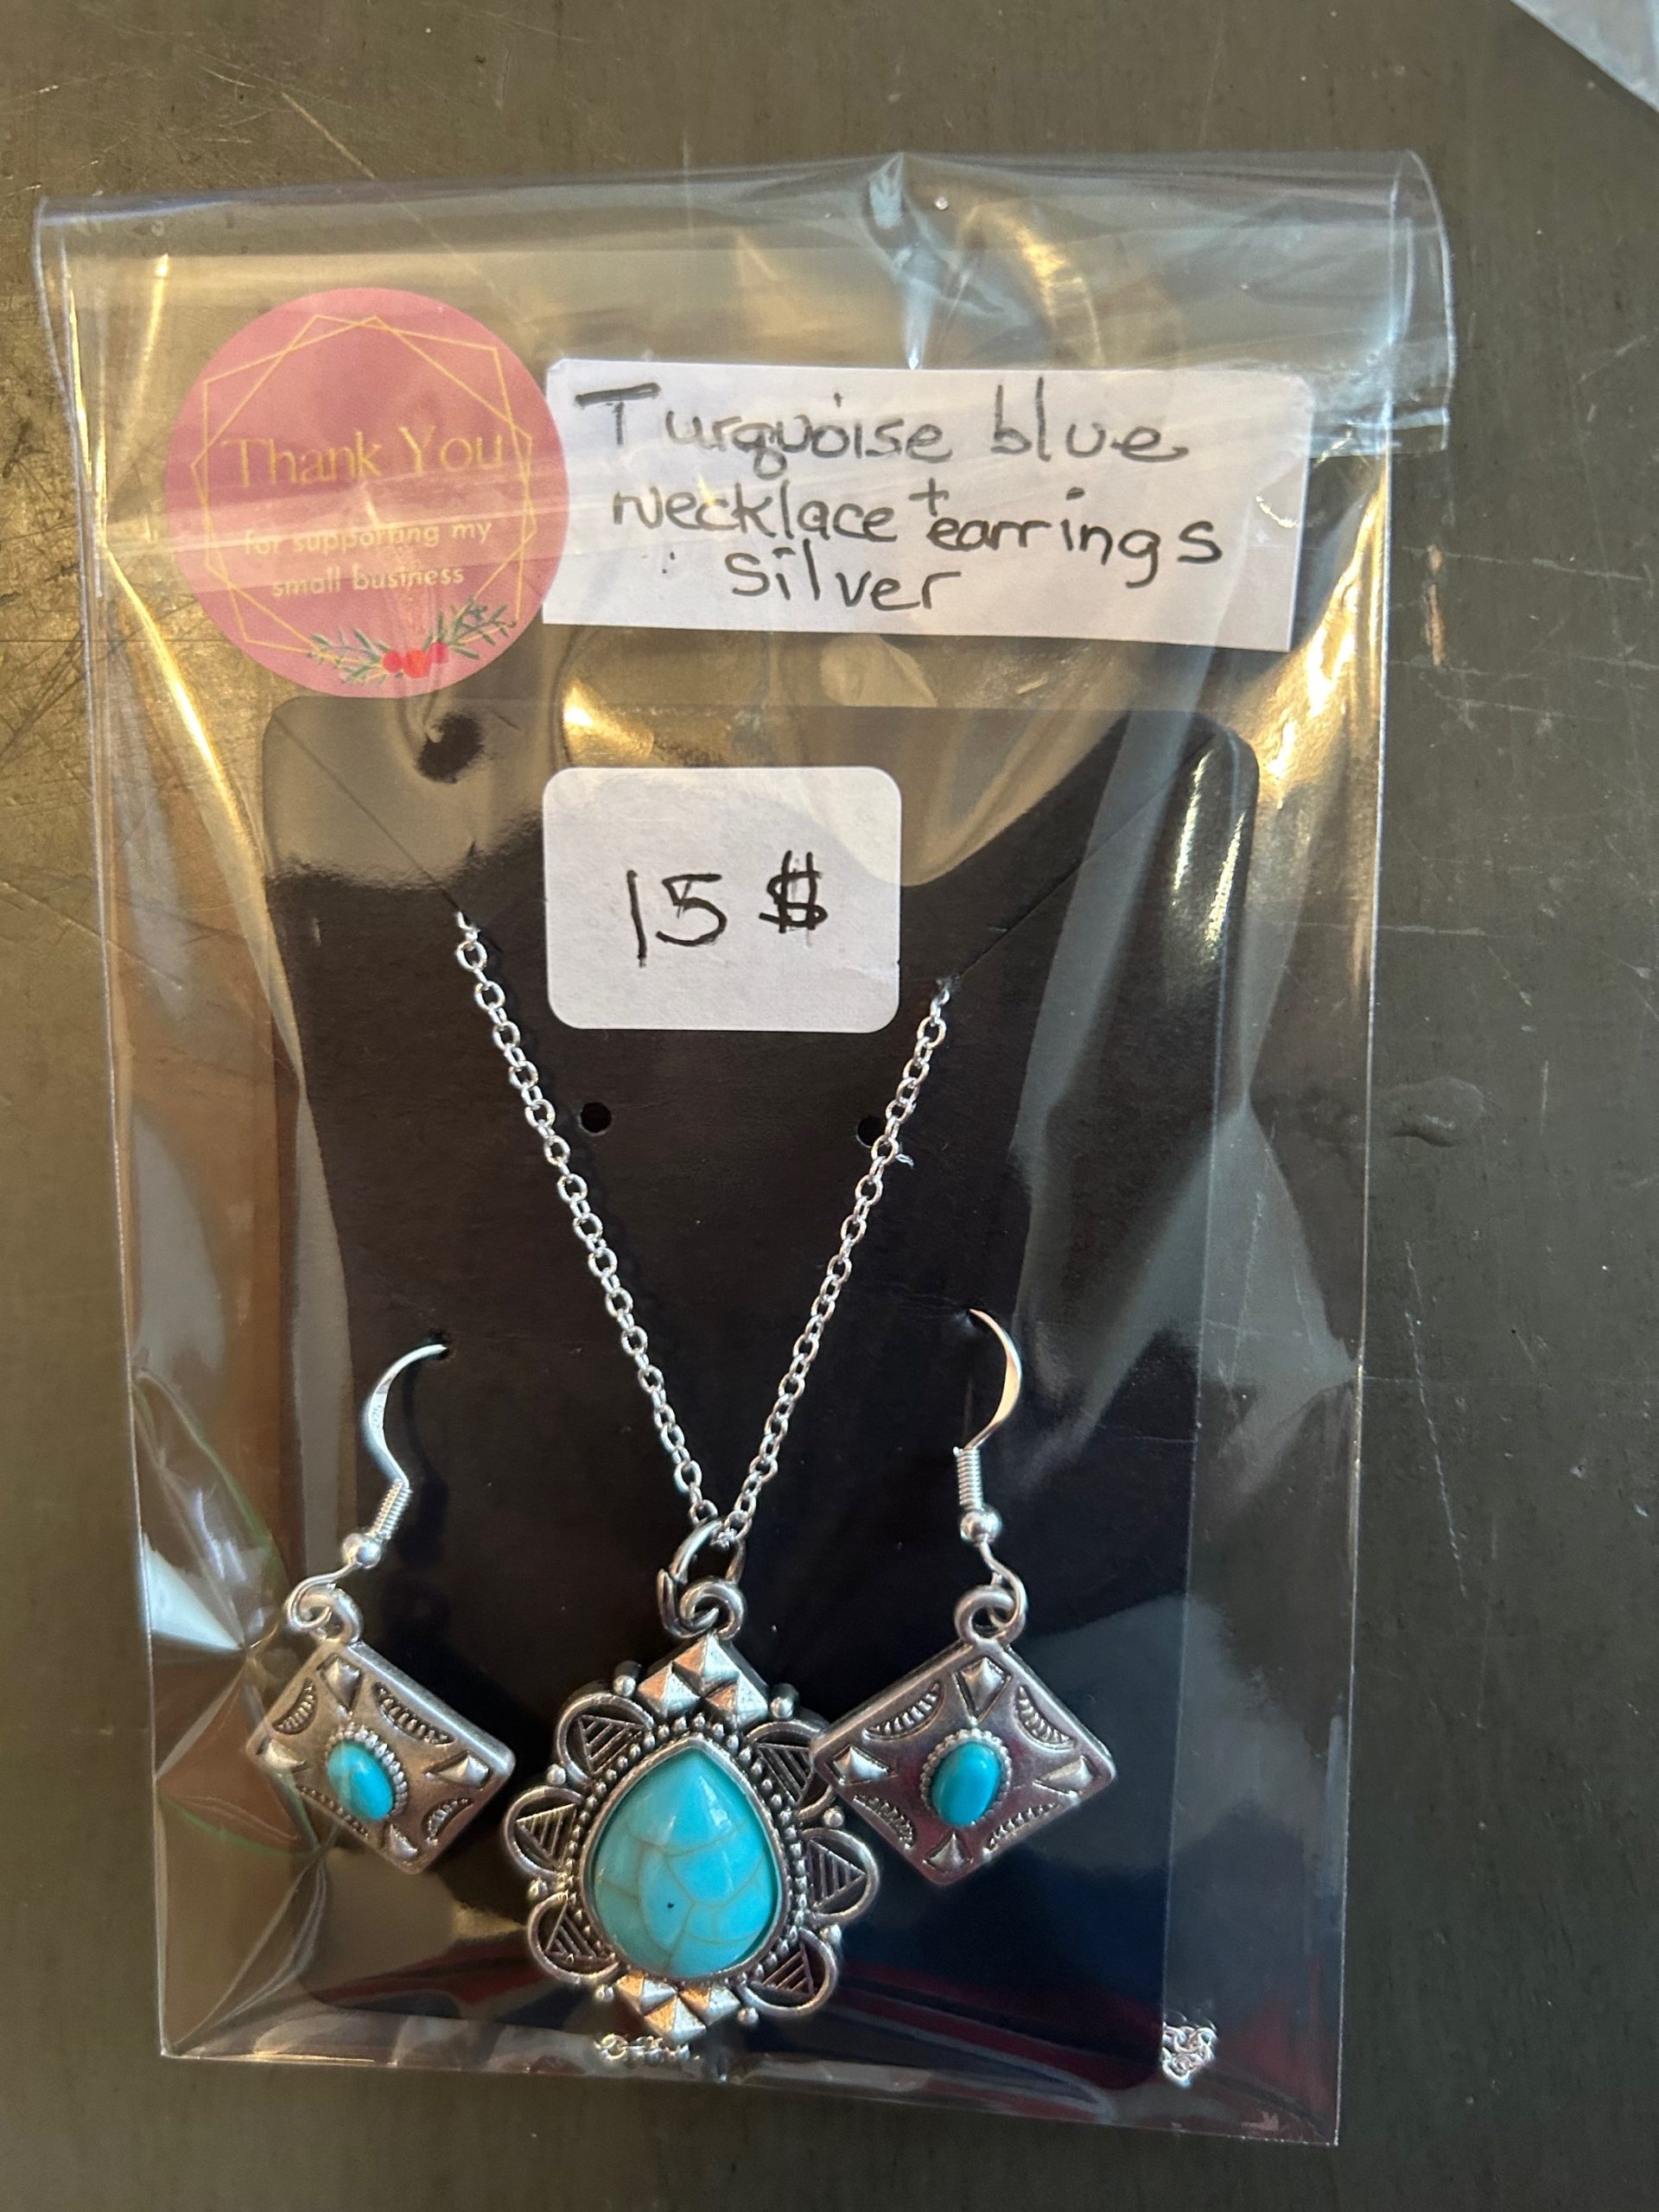 Thank You
for supporting my
small business
Turquoise blue
Necklace + earrings
Silver
15 $